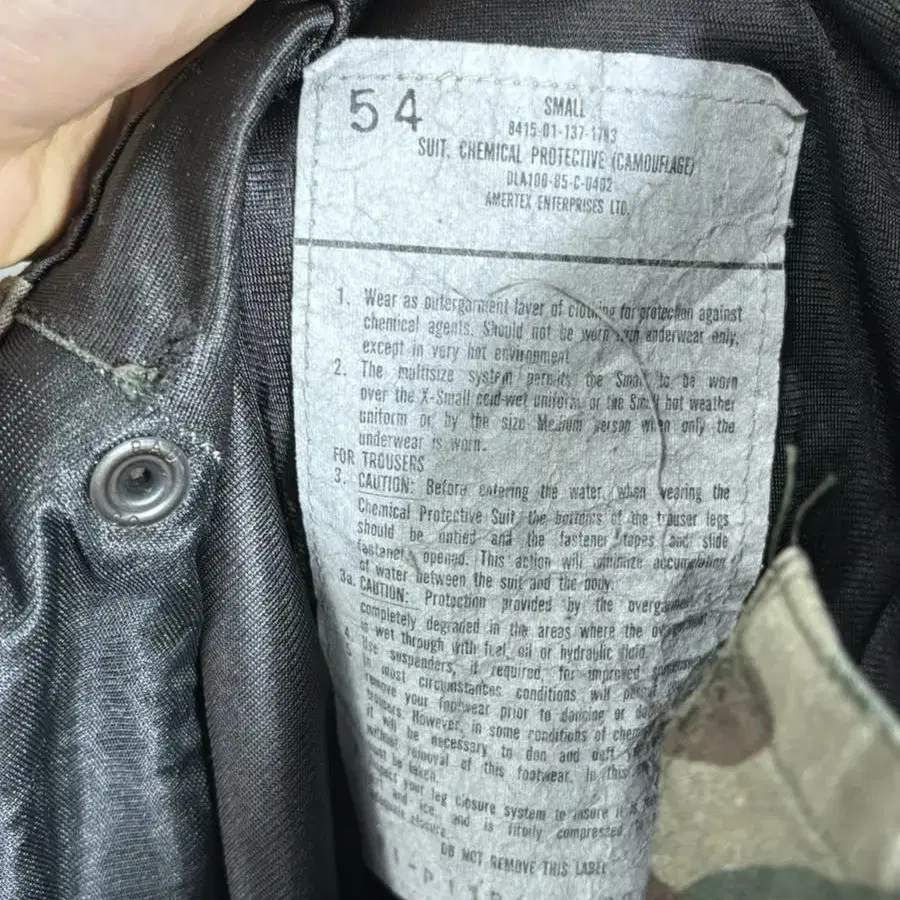 54
SMALL
8415-01-137-1703
SUIT, CHEMICAL PROTECTIVE (CAMOUFLAGE)
DLA100-85-C-0402
AMERTEX ENTERPRISES LTD.
1. Wear as outergarment layer of clothing for protection against
chemical agents. Should not be worn with underwear only,
except in very hot environment
2. The multisize system permits the Small to be worn
over the X-Small cold-wet uniform, or the Small hot weather
uniform or by the size Medium person when only the
underwear is worn.
FOR TROUSERS
3. CAUTION: Before entering the water, when wearing the
Chemical Protective Suit the bottoms of the trouser legs
should be untied and the fastener tapes and slide
fastener opened. This action will minimize accumulation
of water between the suit and the body.
3a. CAUTION: Protection provided by the
completely degraded in the areas where the
is wet through with fuel, oil or hydraulic fluid.
4. Use suspenders, if required, for improved
5. In most circumstances conditions will
remove your footwear prior to donning or
trousers. However, in some conditions of
it will be necessary to don and doff
without removal of this footwear. In this
must be taken.
your leg closure system to insure it is
and ice, and is firmly compressed
closure.
DO NOT REMOVE THIS LABEL